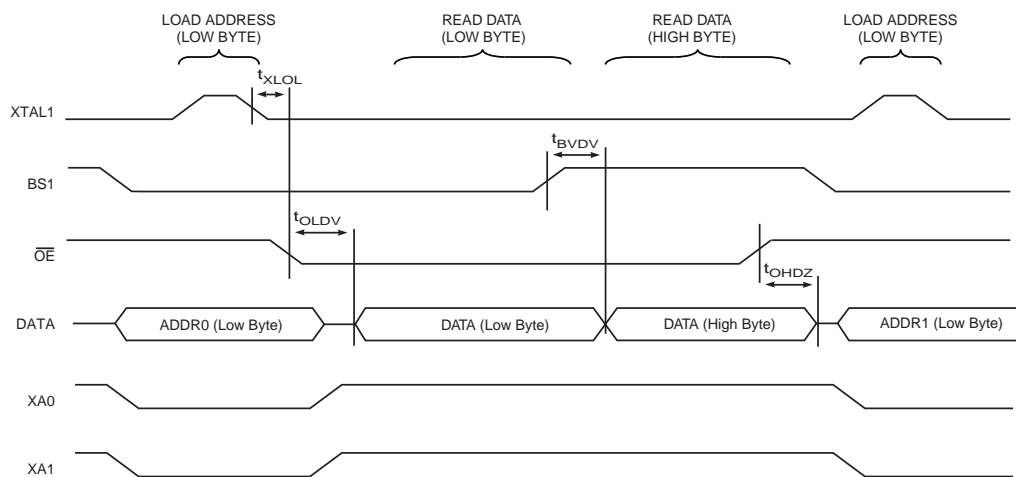 LOAD ADDRESS
(LOW BYTE)
READ DATA
(LOW BYTE)
READ DATA
(HIGH BYTE)
LOAD ADDRESS
(LOW BYTE)
tXLOL
XTAL1
tBVDV
BS1
tOLDV
OE
tOHDZ
DATA
ADDR0 (Low Byte)
DATA (Low Byte)
DATA (High Byte)
ADDR1 (Low Byte)
XA0
XA1